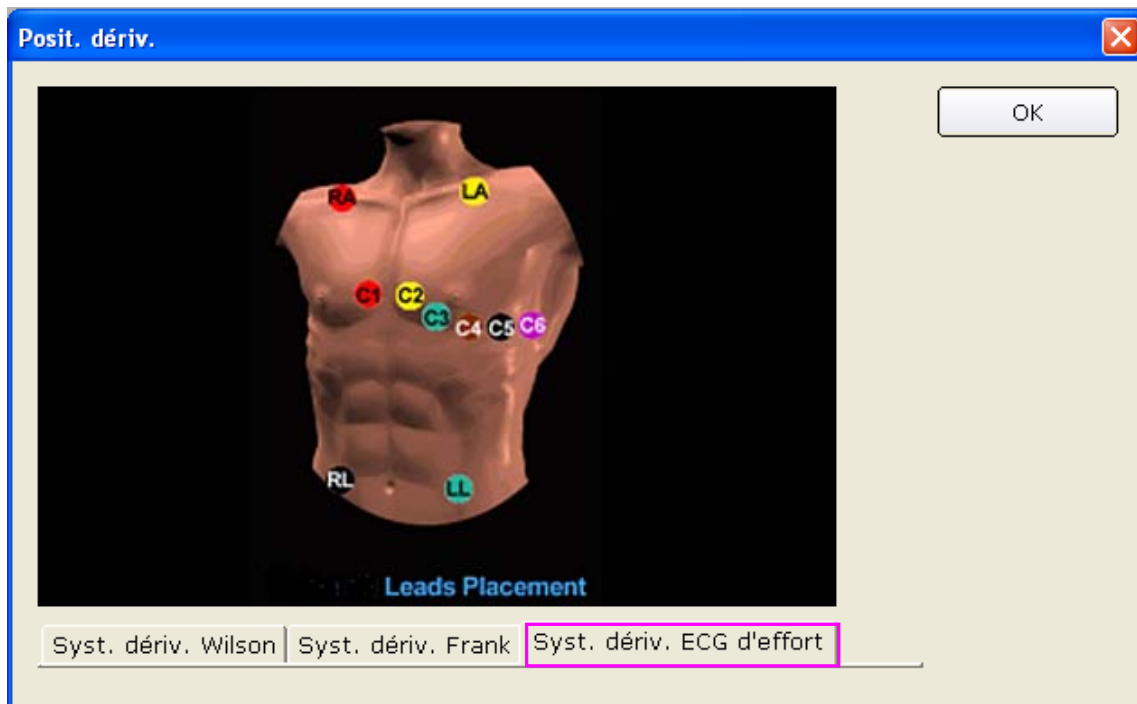 Posit. dériv.
OK
RA LA
C1 C2
C3
C4 C5 C6
RL
LL
Leads Placement
Syst. dériv. Wilson Syst. dériv. Frank Syst. dériv. ECG d'effort